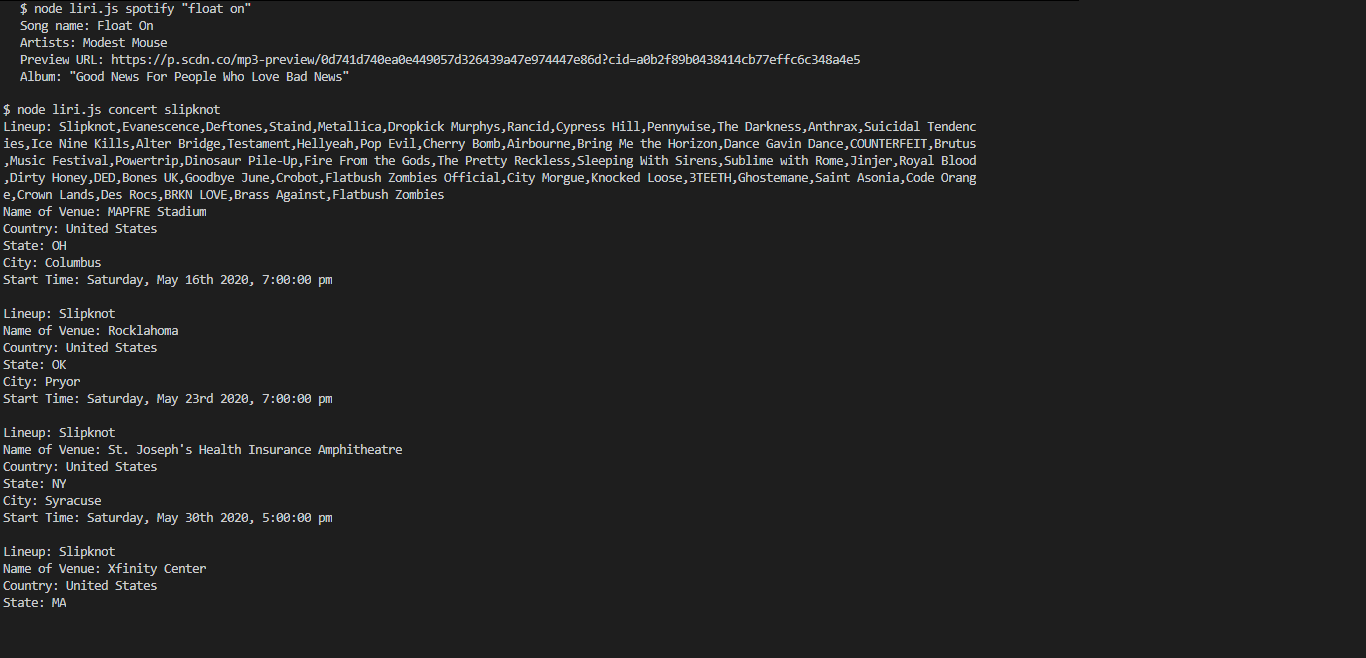 $ node liri.js spotify "float on"
Song name: Float On
Artists: Modest Mouse
Preview URL: https://p.scdn.co/mp3-preview/0d741d740ea0e449057d326439a47e974447e86d?cid=a0b2f89b0438414cb77effc6c348a4e5
Album: "Good News For People Who Love Bad News"
$ node liri.js concert slipknot
Lineup: Slipknot,Evanescence,Deftones,Staind,Metallica,Dropkick Murphys,Rancid,Cypress Hill,Pennywise,The Darkness,Anthrax,Suicidal Tendenc
ies,Ice Nine Kills,Alter Bridge,Testament,Hellyeah,Pop Evil,Cherry Bomb,Airbourne,Bring Me the Horizon,Dance Gavin Dance,COUNTERFEIT,Brutus
,Music Festival,Powertrip,Dinosaur Pile-Up,Fire From the Gods,The Pretty Reckless,Sleeping With Sirens,Sublime with Rome,Jinjer,Royal Blood
,Dirty Honey,DED,Bones UK,Goodbye June,Crobot,Flatbush Zombies Official,City Morgue,Knocked Loose,3TEETH,Ghostemane,Saint Asonia,Code Orang
e,Crown Lands,Des Rocs,BRKN LOVE,Brass Against,Flatbush Zombies
Name of Venue: MAPFRE Stadium
Country: United States
State: OH
City: Columbus
Start Time: Saturday, May 16th 2020, 7:00:00 pm
Lineup: Slipknot
Name of Venue: Rocklahoma
Country: United States
State: OK
City: Pryor
Start Time: Saturday, May 23rd 2020, 7:00:00 pm
Lineup: Slipknot
Name of Venue: St. Joseph's Health Insurance Amphitheatre
Country: United States
State: NY
City: Syracuse
Start Time: Saturday, May 30th 2020, 5:00:00 pm
Lineup: Slipknot
Name of Venue: Xfinity Center
Country: United States
State: MA